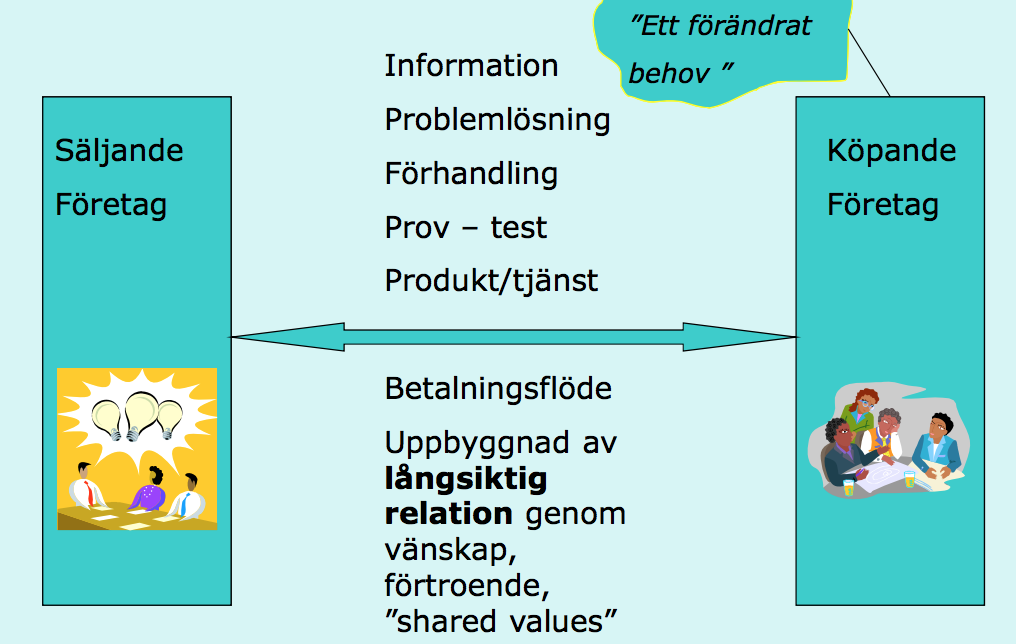 ”Ett förändrat
behov ”
Information
Problemlösning
Förhandling
Prov – test
Produkt/tjänst
Säljande
Företag
Köpande
Företag
Betalningsflöde
Uppbyggnad av
långsiktig
relation genom
vänskap,
förtroende,
”shared values”